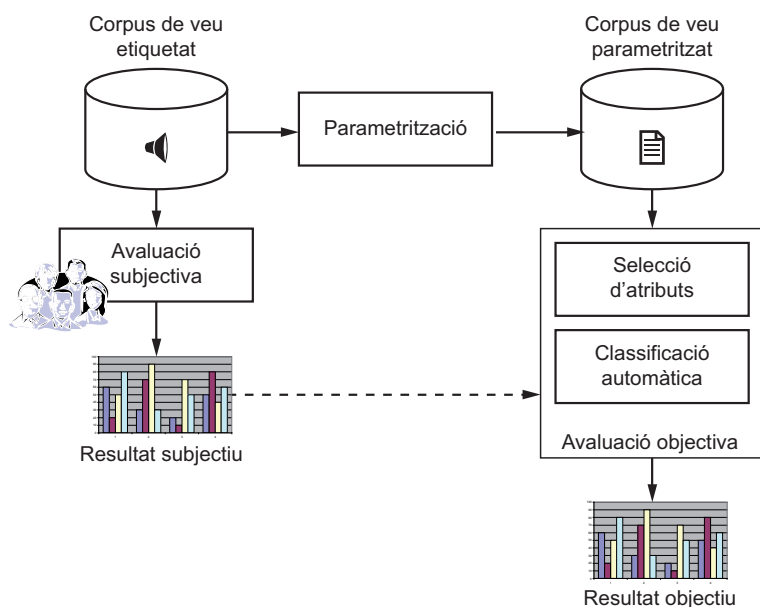 Corpus de veu
etiquetat
Corpus de veu
parametritzat
Parametrització
Avaluació
subjectiva
Selecció
d'atributs
Classificació
automàtica
Resultat subjectiu
Avaluació objectiva
Resultat objectiu